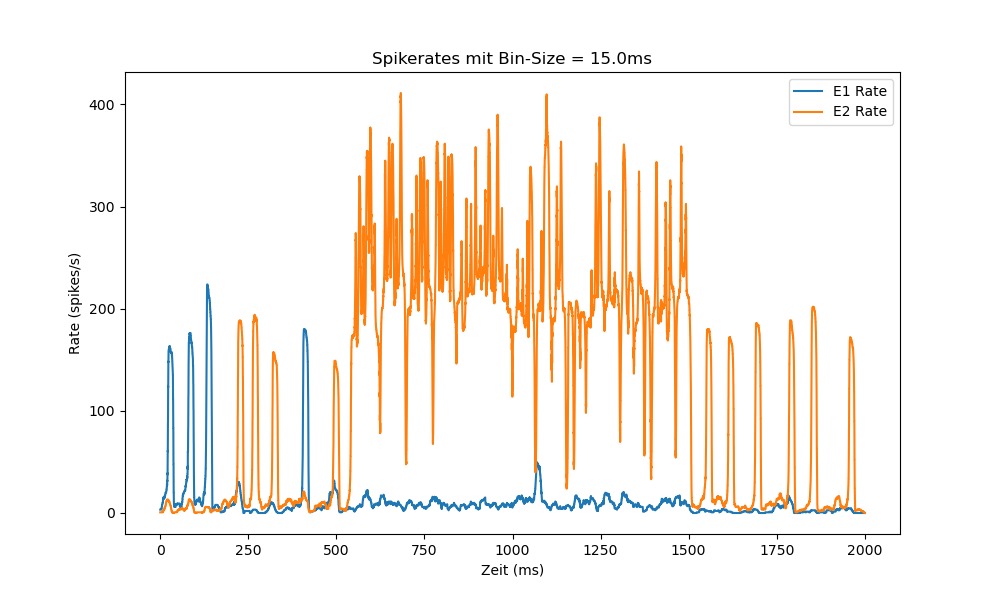 Spikerates mit Bin-Size = 15.0ms
E1 Rate
E2 Rate
Rate (spikes/s)
400
300
200
100
0
0 250 500 750 1000 1250 1500 1750 2000
Zeit (ms)